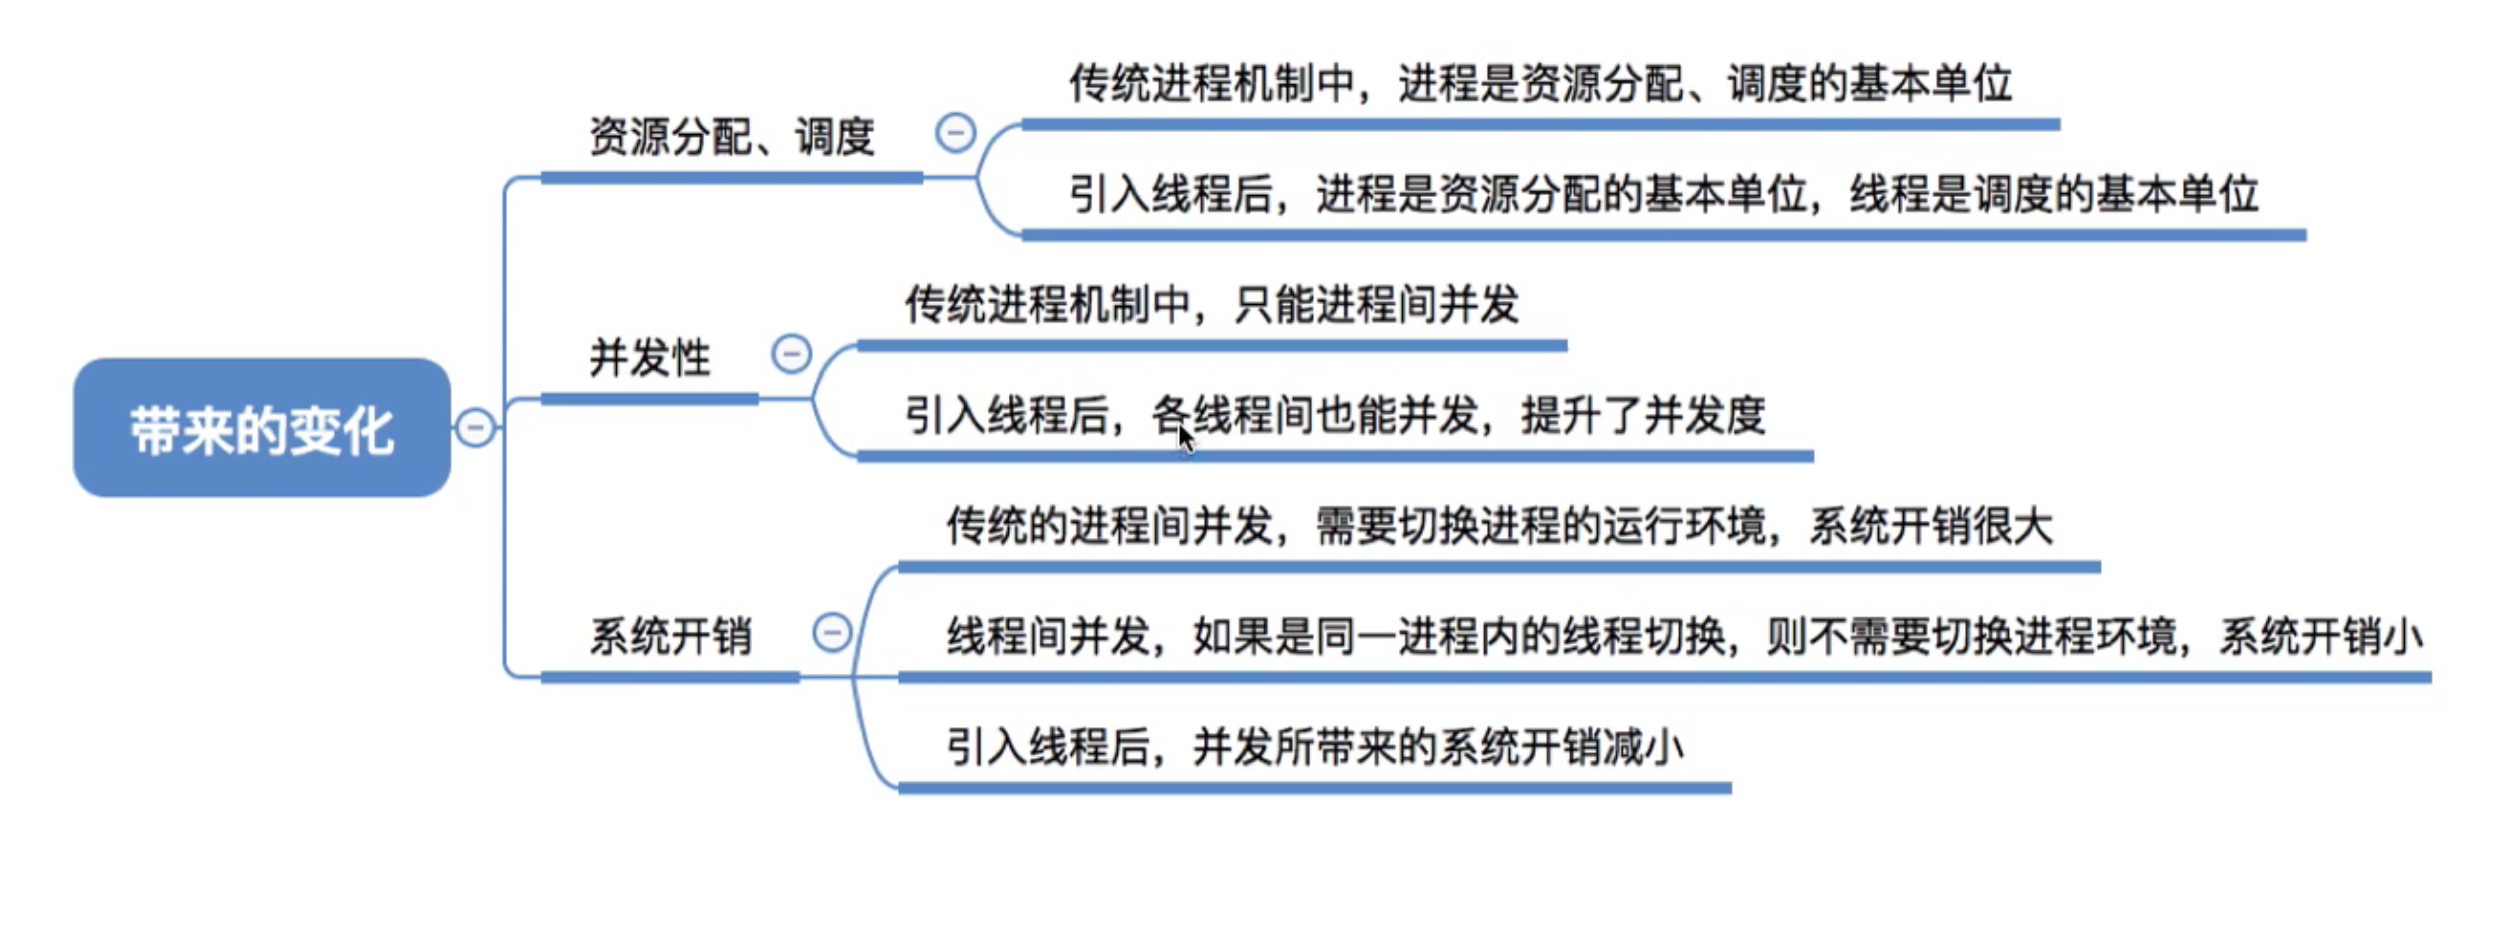 带来的变化
资源分配、调度
传统进程机制中，进程是资源分配、调度的基本单位
引入线程后，进程是资源分配的基本单位，线程是调度的基本单位
并发性
传统进程机制中，只能进程间并发
引入线程后，各线程间也能并发，提升了并发度
系统开销
传统的进程间并发，需要切换进程的运行环境，系统开销很大
线程间并发，如果是同一进程内的线程切换，则不需要切换进程环境，系统开销小
引入线程后，并发所带来的系统开销减小